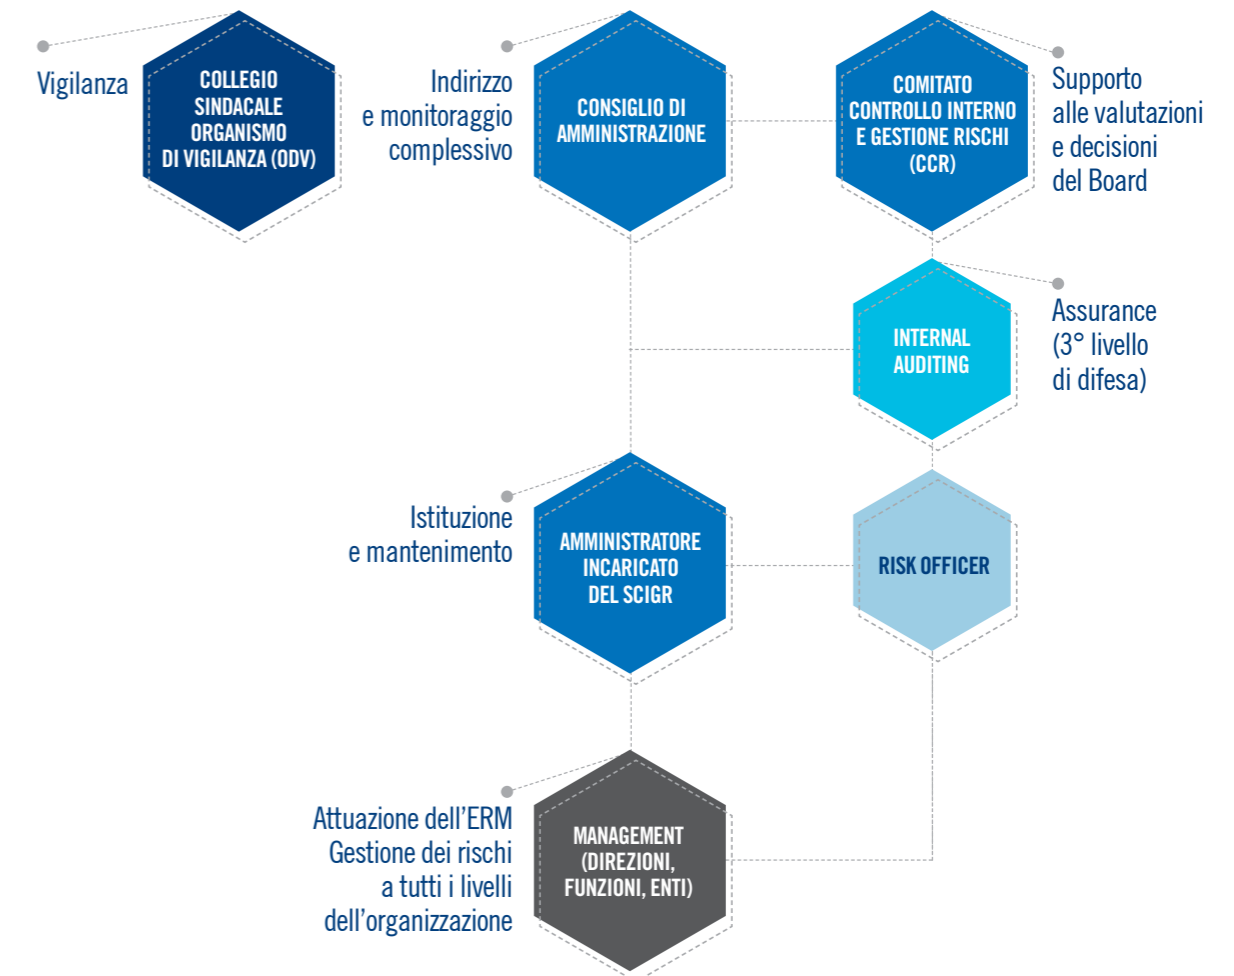 Vigilanza
COLLEGIO
SINDACALE
ORGANISMO
DI VIGILANZA (ODV)
Indirizzo
e monitoraggio
complessivo
CONSIGLIO DI
AMMINISTRAZIONE
COMITATO
CONTROLLO INTERNO
E GESTIONE RISCHI
(CCR)
Supporto
alle valutazioni
e decisioni
del Board
INTERNAL
AUDITING
Assurance
(3° livello
di difesa)
Istituzione
e mantenimento
AMMINISTRATORE
INCARICATO
DEL SCIGR
RISK OFFICER
Attuazione dell’ERM
Gestione dei rischi
a tutti i livelli
dell’organizzazione
MANAGEMENT
(DIREZIONI,
FUNZIONI, ENTI)